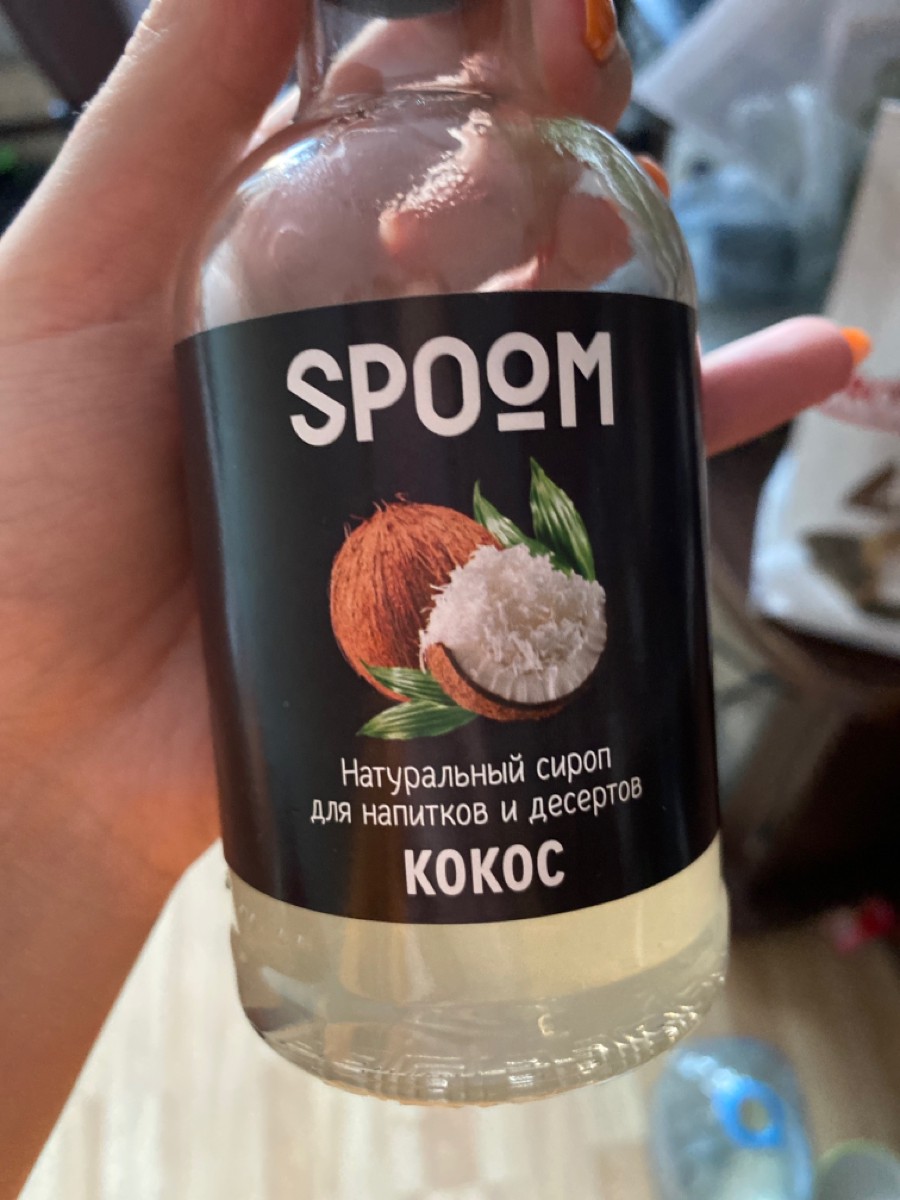 SPOOM
Натуральный сироп
для напитков и десертов
КОКОС